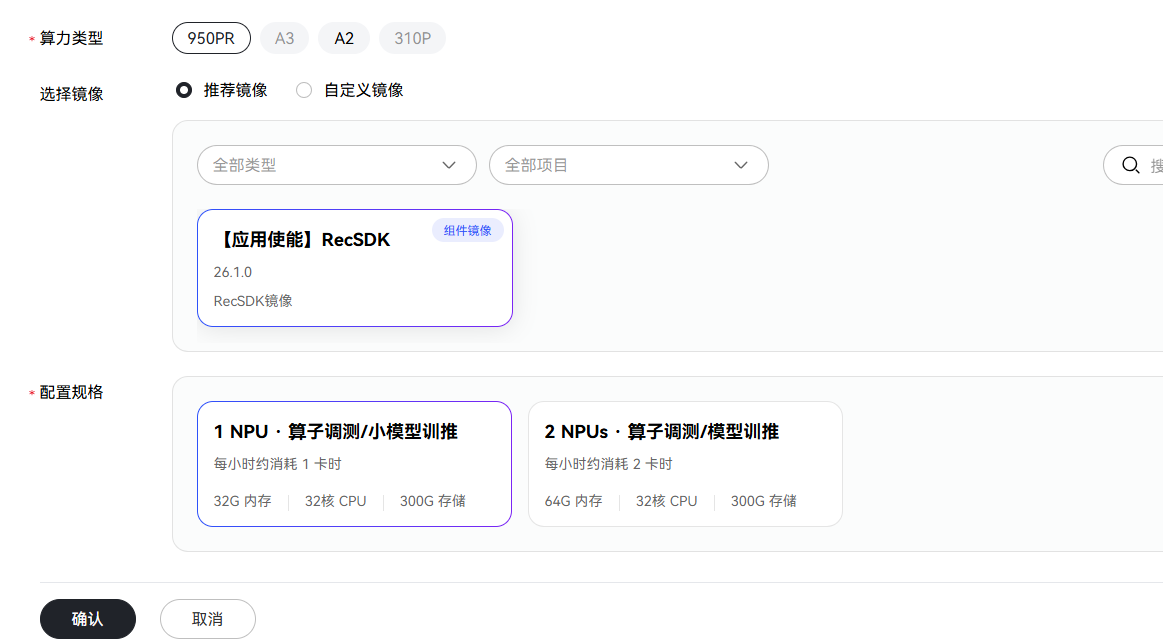 * 算力类型 950PR A3 A2 310P
选择镜像 推荐镜像 自定义镜像
全部类型 全部项目 搜
【应用使能】RecSDK 组件镜像
26.1.0
RecSDK镜像
* 配置规格
1 NPU · 算子调测/小模型训推
每小时约消耗 1 卡时
32G 内存 32核 CPU 300G 存储
2 NPUs · 算子调测/模型训推
每小时约消耗 2 卡时
64G 内存 32核 CPU 300G 存储
确认 取消